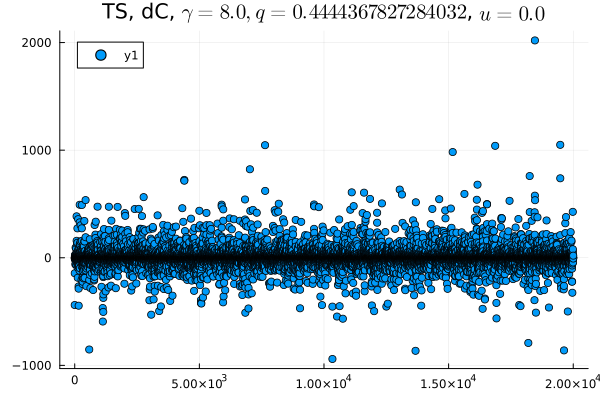 TS, dC, γ = 8.0, q = 0.4444367827284032, u = 0.0
y1
2000
1000
0
−1000
0 5.00×10³ 1.00×10⁴ 1.50×10⁴ 2.00×10⁴